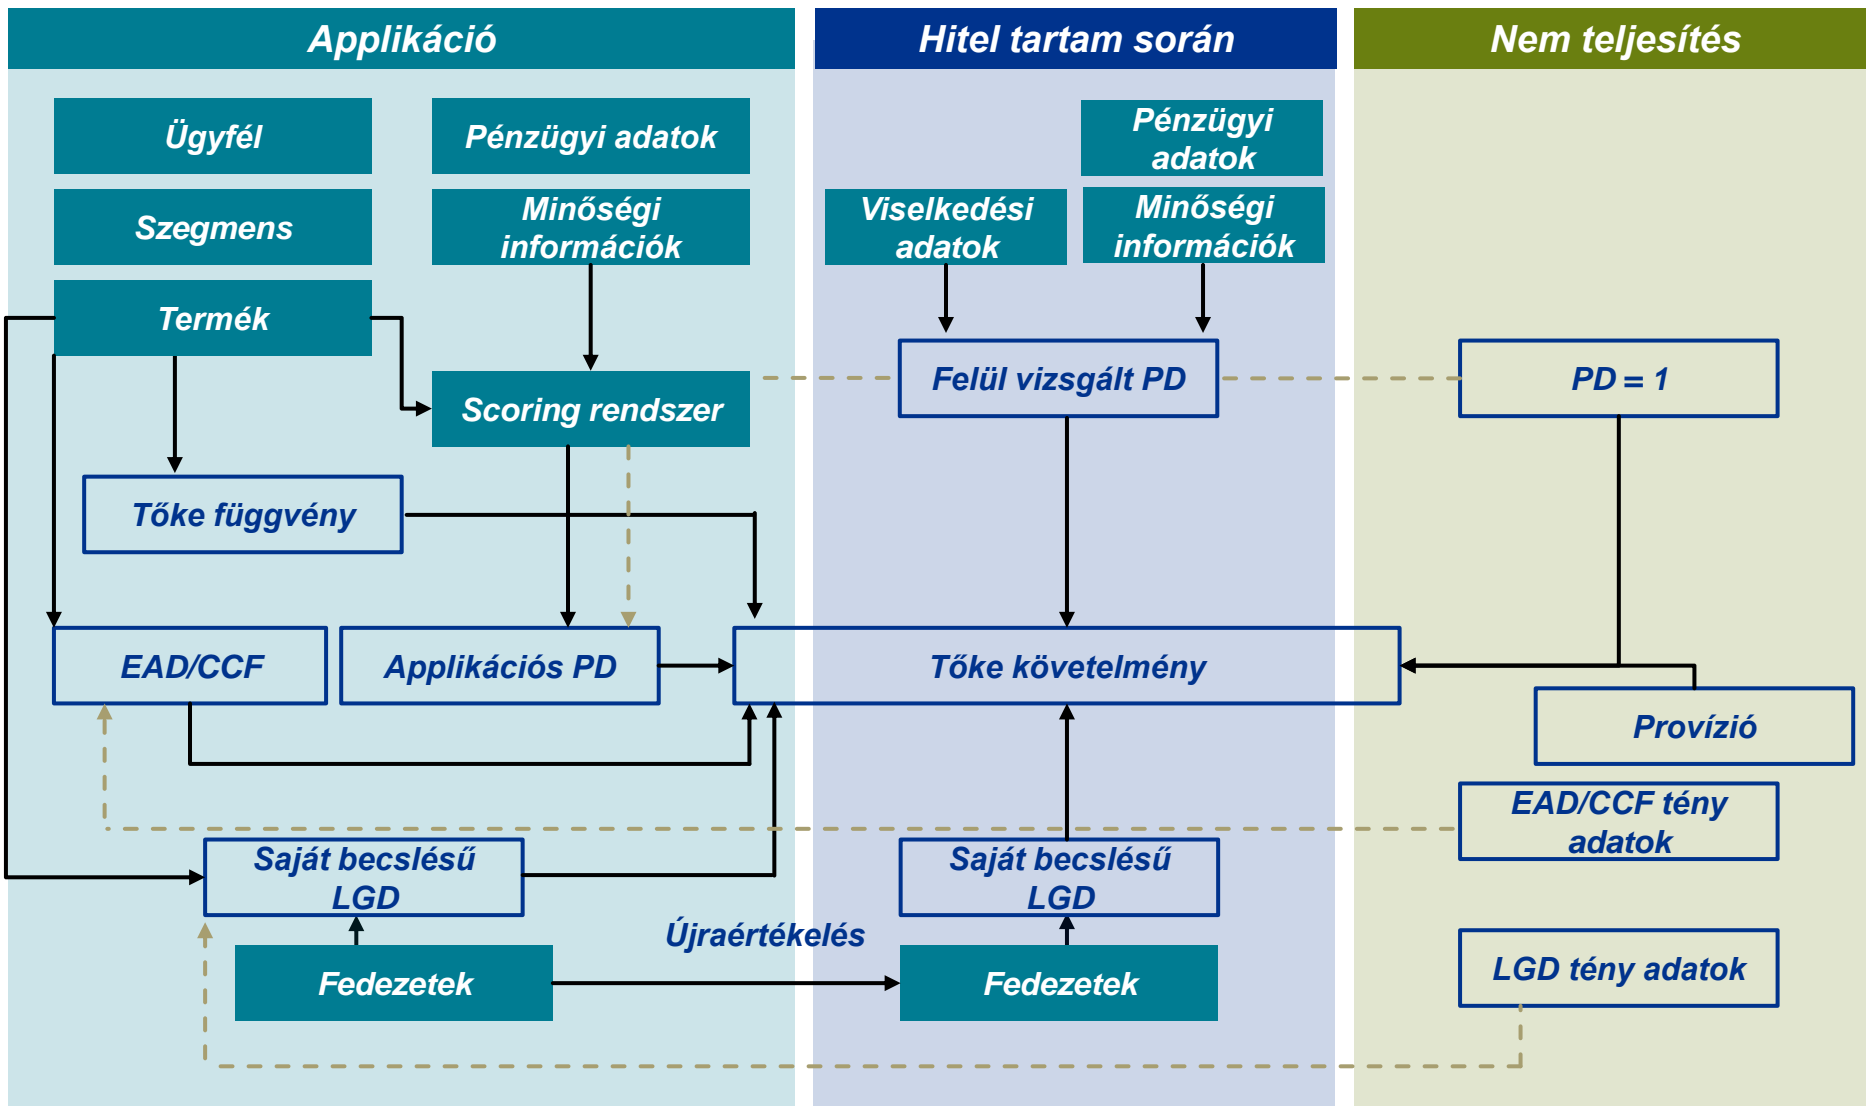 Applikáció
Hitel tartam során
Nem teljesítés
Ügyfél
Pénzügyi adatok
Pénzügyi
adatok
Szegmens
Minőségi
információk
Viselkedési
adatok
Minőségi
információk
Termék
Scoring rendszer
Felül vizsgált PD
PD = 1
Tőke függvény
EAD/CCF
Applikációs PD
Tőke követelmény
Provízió
EAD/CCF tény
adatok
Saját becslésű
LGD
Saját becslésű
LGD
Újraértékelés
LGD tény adatok
Fedezetek
Fedezetek